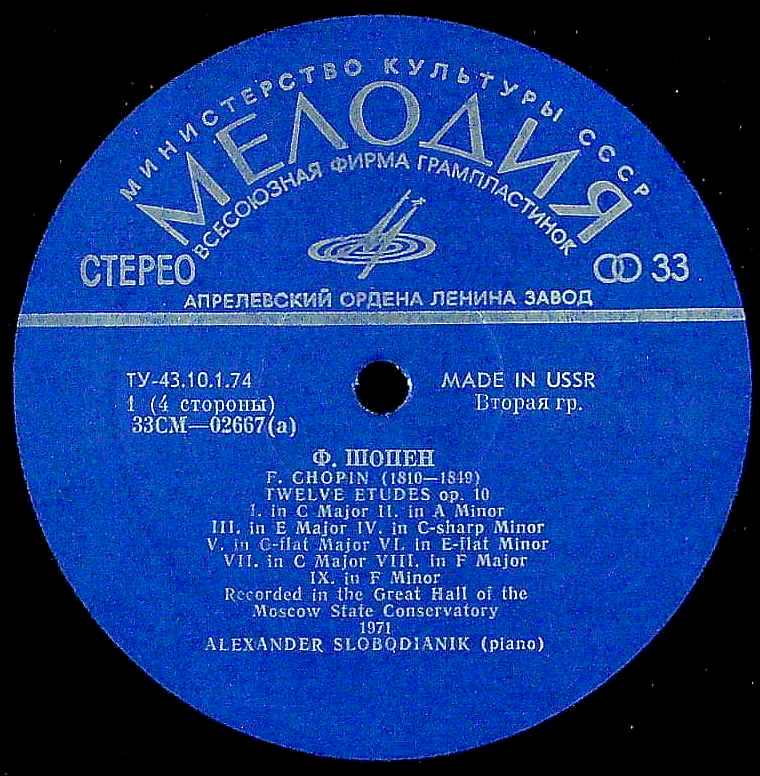 МИНИСТЕРСТВО КУЛЬТУРЫ СССР
МЕЛОДИЯ
ВСЕСОЮЗНАЯ ФИРМА ГРАМПЛАСТИНОК
СТЕРЕО
33
АПРЕЛЕВСКИЙ ОРДЕНА ЛЕНИНА ЗАВОД
ТУ-43.10.1.74
MADE IN USSR
1 (4 стороны)
Вторая гр.
33СМ—02667(а)
Ф. ШОПЕН
F. CHOPIN (1810—1849)
TWELVE ETUDES op. 10
I. in C Major II. in A Minor
III. in E Major IV. in C-sharp Minor
V. in G-flat Major VI. in E-flat Minor
VII. in C Major VIII. in F Major
IX. in F Minor
Recorded in the Great Hall of the
Moscow State Conservatory
1971
ALEXANDER SLOBODIANIK (piano)